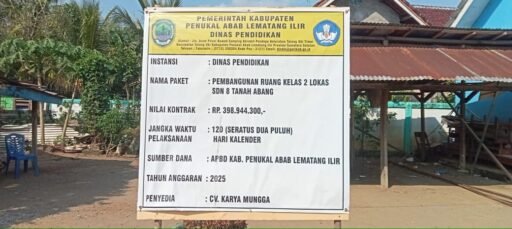 PEMERINTAH KABUPATEN
PENUKAL ABAB LEMATANG ILIR
DINAS PENDIDIKAN
INSTANSI : DINAS PENDIDIKAN
NAMA PAKET : PEMBANGUNAN RUANG KELAS 2 LOKAS
SDN 8 TANAH ABANG
NILAI KONTRAK : RP. 398.944.300,-
JANGKA WAKTU : 120 (SERATUS DUA PULUH)
PELAKSANAAN HARI KALENDER
SUMBER DANA : APBD KAB. PENUKAL ABAB LEMATANG ILIR
TAHUN ANGGARAN : 2025
PENYEDIA : CV. KARYA MUNGGA